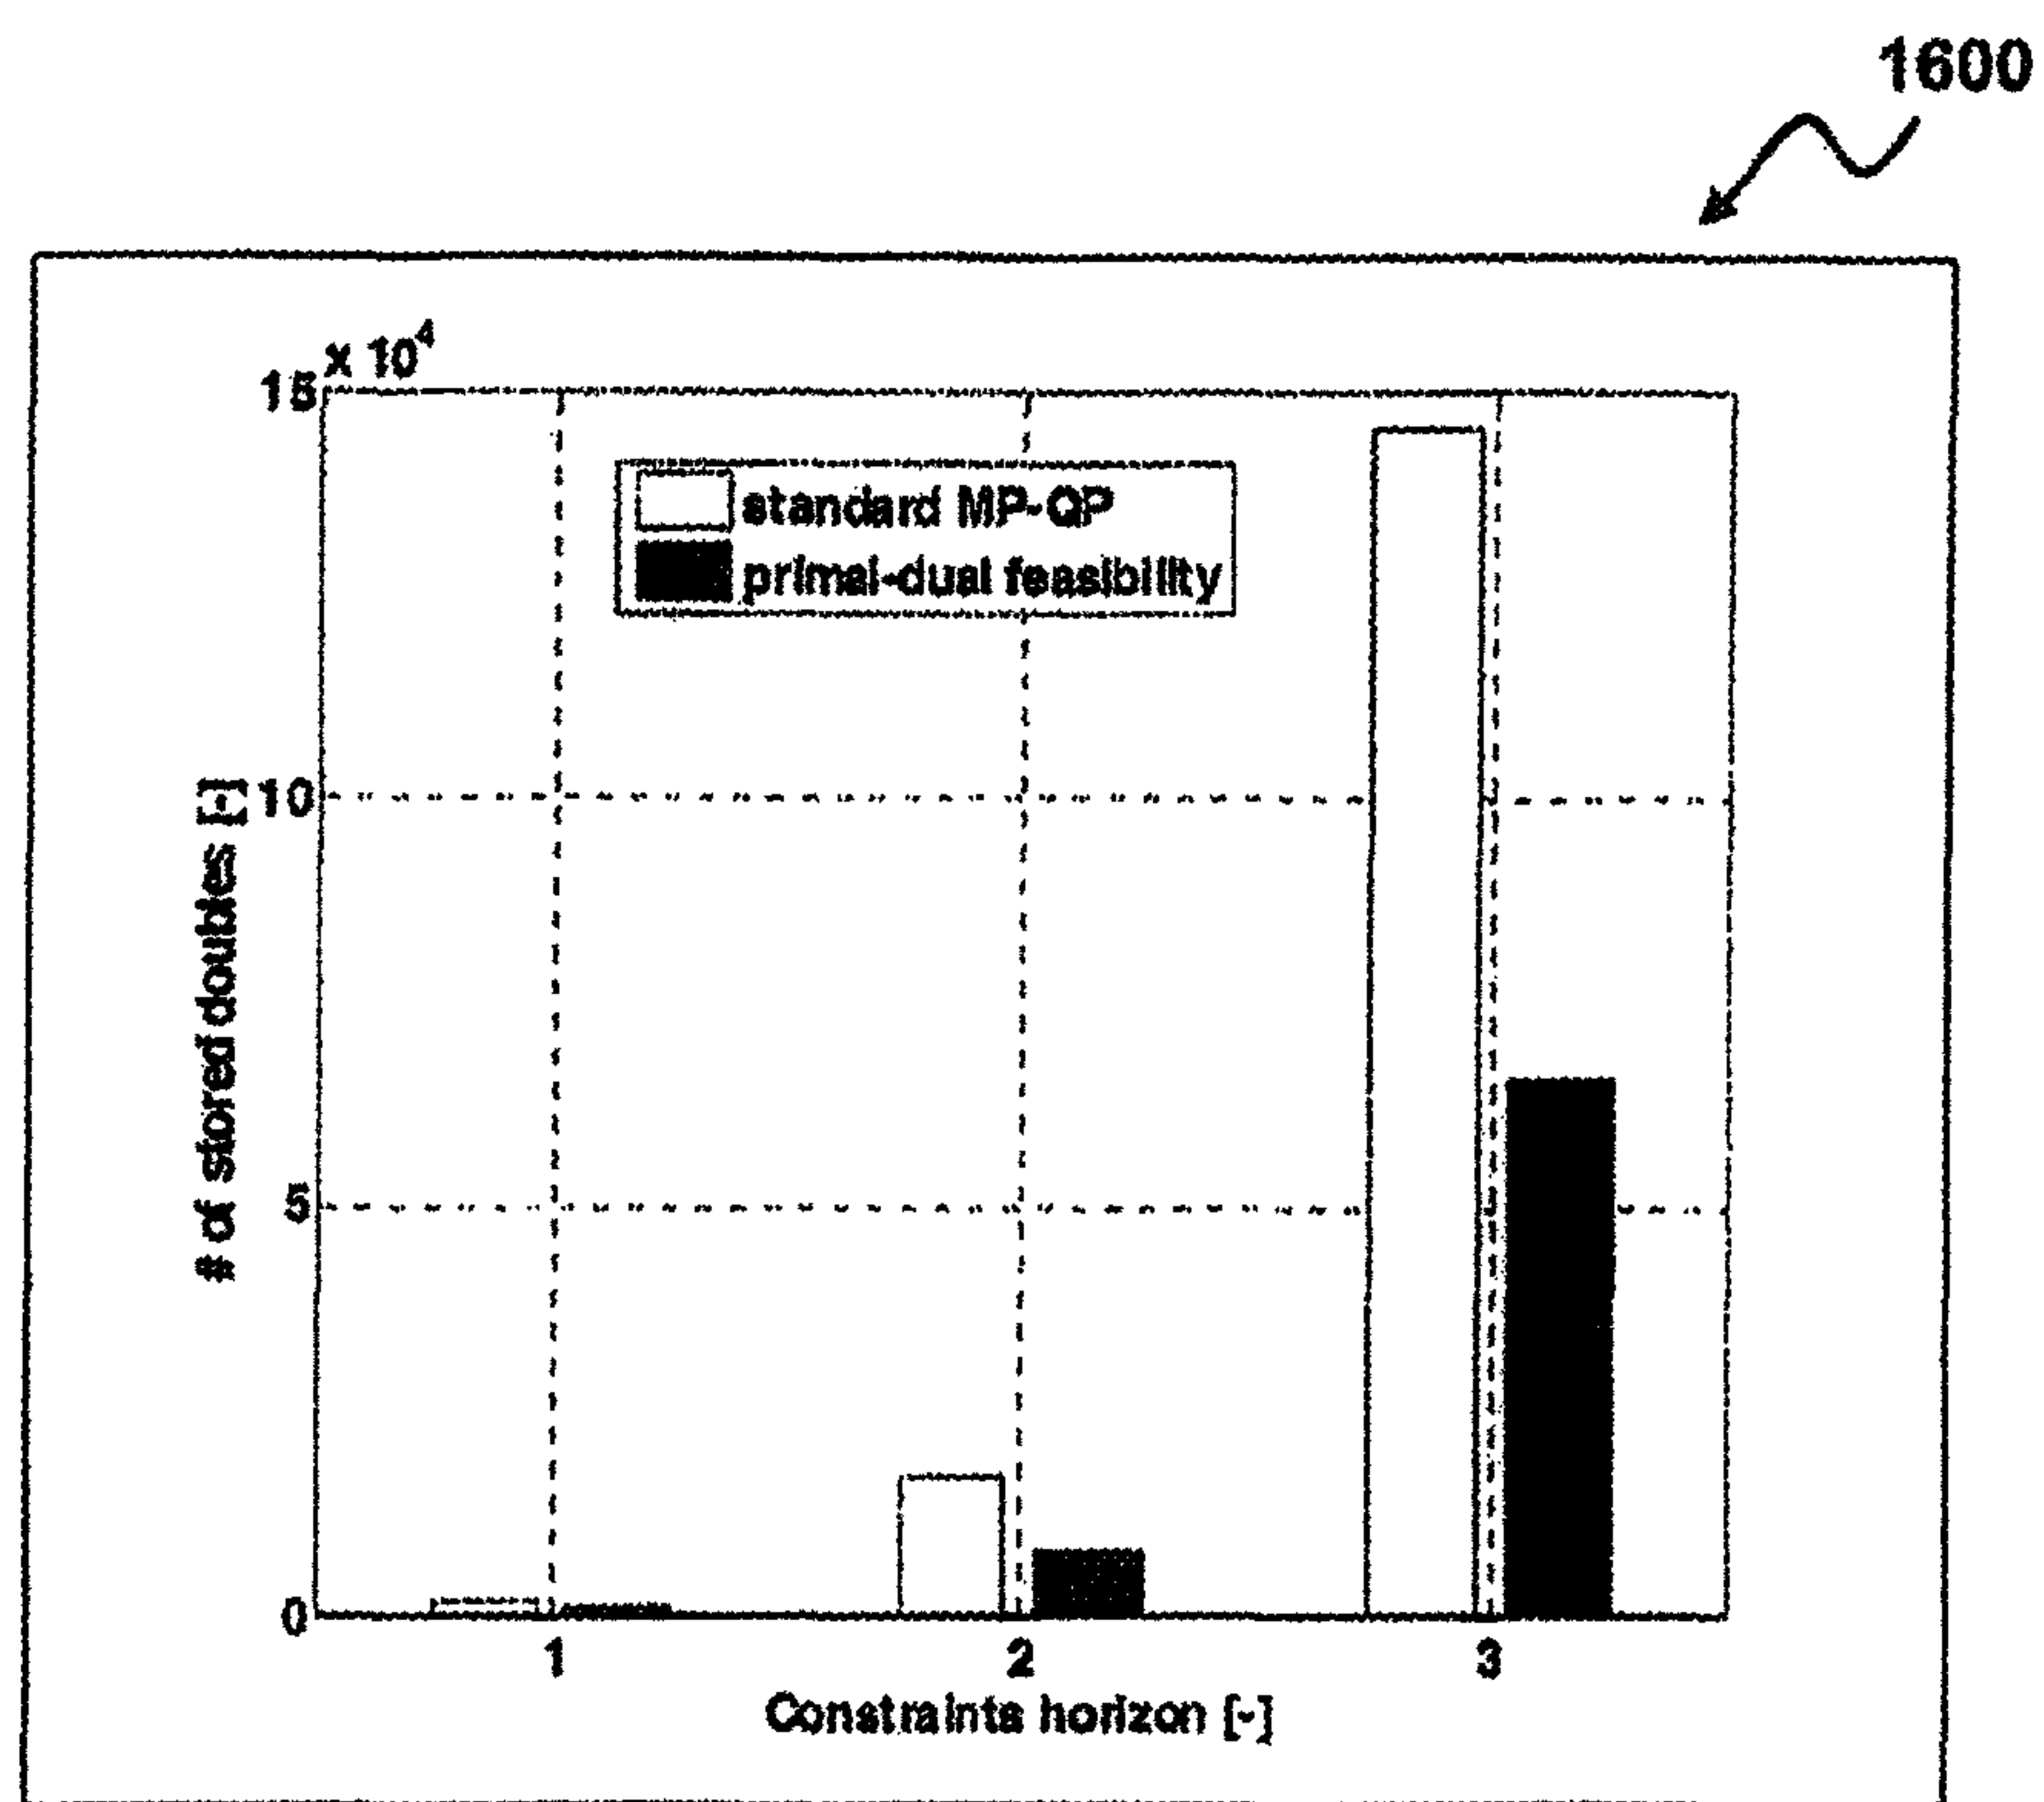 1600
x 10^4
15
10
5
0
# of stored doubles [-]
standard MP-QP
primal-dual feasibility
1
2
3
Constraints horizon [-]